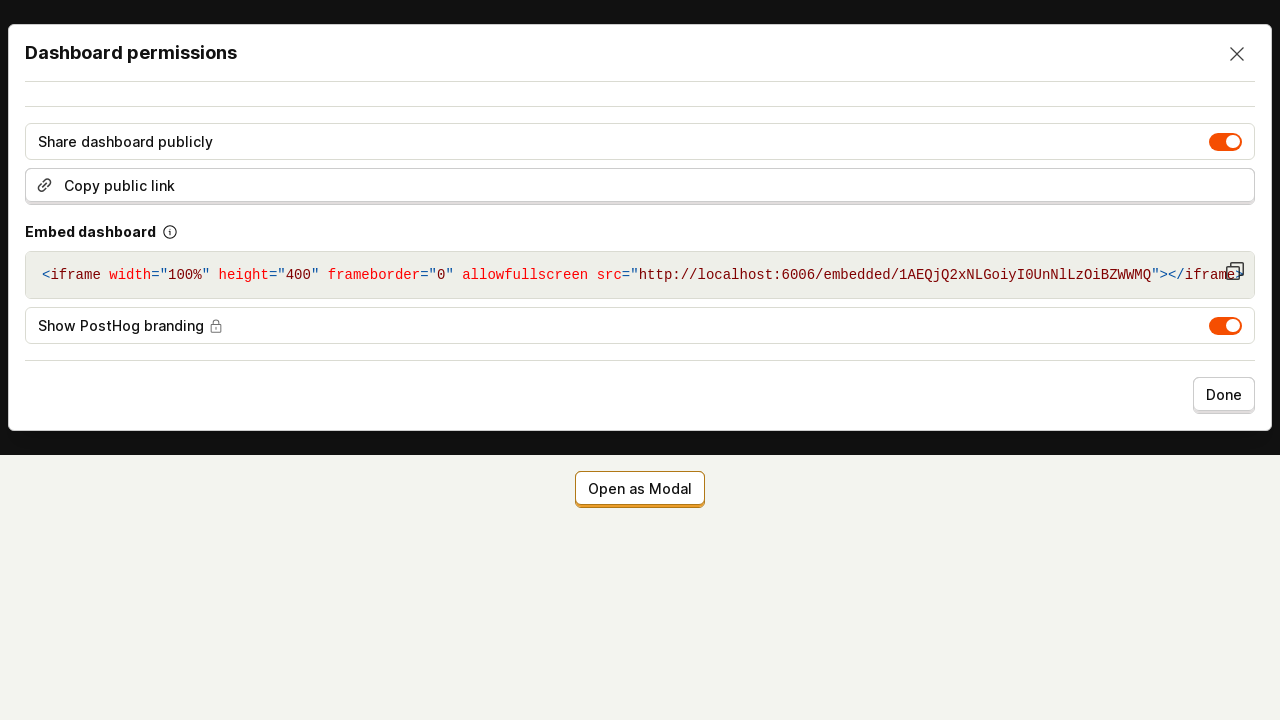 Dashboard permissions
Share dashboard publicly
Copy public link
Embed dashboard
<iframe width="100%" height="400" frameborder="0" allowfullscreen src="http://localhost:6006/embedded/1AEQjQ2xNLGoiyI0UnNlLzOiBZWWMQ"></iframe>
Show PostHog branding
Done
Open as Modal